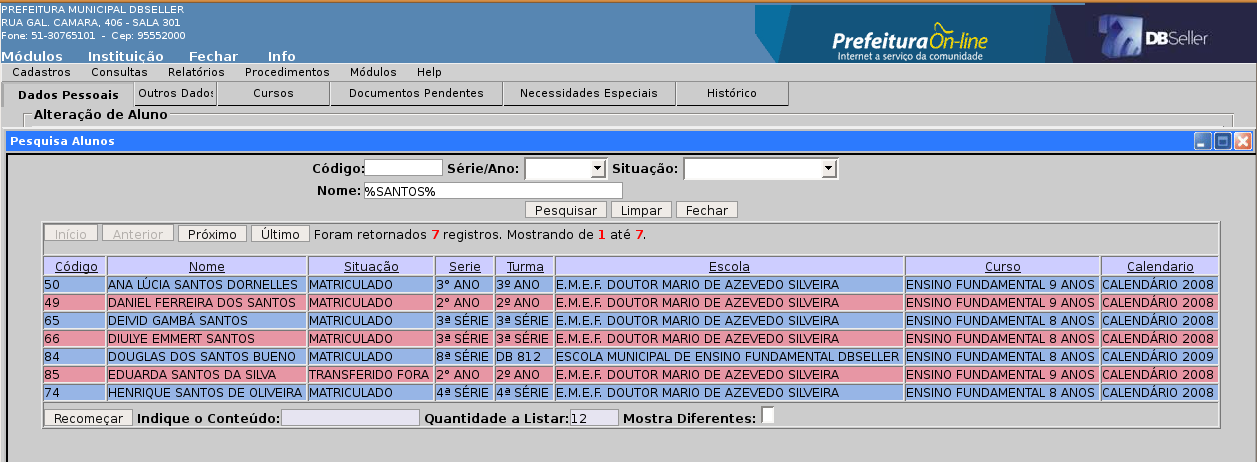 PREFEITURA MUNICIPAL DBSELLER
RUA GAL. CAMARA, 406 - SALA 301
Fone: 51-30765101 - Cep: 95552000
Módulos Instituição Fechar Info
PrefeituraOn-line
Internet a serviço da comunidade
DBSeller
Cadastros Consultas Relatórios Procedimentos Módulos Help
Dados Pessoais Outros Dados Cursos Documentos Pendentes Necessidades Especiais Histórico
Alteração de Aluno
Pesquisa Alunos
Código: Série/Ano: Situação:
Nome: %SANTOS%
Pesquisar Limpar Fechar
Início Anterior Próximo Último Foram retornados 7 registros. Mostrando de 1 até 7.
Código Nome Situação Serie Turma Escola Curso Calendario
50 ANA LÚCIA SANTOS DORNELLES MATRICULADO 3° ANO 3º ANO E.M.E.F. DOUTOR MARIO DE AZEVEDO SILVEIRA ENSINO FUNDAMENTAL 9 ANOS CALENDÁRIO 2008
49 DANIEL FERREIRA DOS SANTOS MATRICULADO 2° ANO 2º ANO E.M.E.F. DOUTOR MARIO DE AZEVEDO SILVEIRA ENSINO FUNDAMENTAL 9 ANOS CALENDÁRIO 2008
65 DEIVID GAMBÁ SANTOS MATRICULADO 3ª SÉRIE 3ª SÉRIE E.M.E.F. DOUTOR MARIO DE AZEVEDO SILVEIRA ENSINO FUNDAMENTAL 8 ANOS CALENDÁRIO 2008
66 DIULYE EMMERT SANTOS MATRICULADO 3ª SÉRIE 3ª SÉRIE E.M.E.F. DOUTOR MARIO DE AZEVEDO SILVEIRA ENSINO FUNDAMENTAL 8 ANOS CALENDÁRIO 2008
84 DOUGLAS DOS SANTOS BUENO MATRICULADO 8ª SÉRIE DB 812 ESCOLA MUNICIPAL DE ENSINO FUNDAMENTAL DBSELLER ENSINO FUNDAMENTAL 8 ANOS CALENDÁRIO 2009
85 EDUARDA SANTOS DA SILVA TRANSFERIDO FORA 2° ANO 2º ANO E.M.E.F. DOUTOR MARIO DE AZEVEDO SILVEIRA ENSINO FUNDAMENTAL 9 ANOS CALENDÁRIO 2008
74 HENRIQUE SANTOS DE OLIVEIRA MATRICULADO 4ª SÉRIE 4ª SÉRIE E.M.E.F. DOUTOR MARIO DE AZEVEDO SILVEIRA ENSINO FUNDAMENTAL 8 ANOS CALENDÁRIO 2008
Recomeçar Indique o Conteúdo: Quantidade a Listar: 12 Mostra Diferentes: